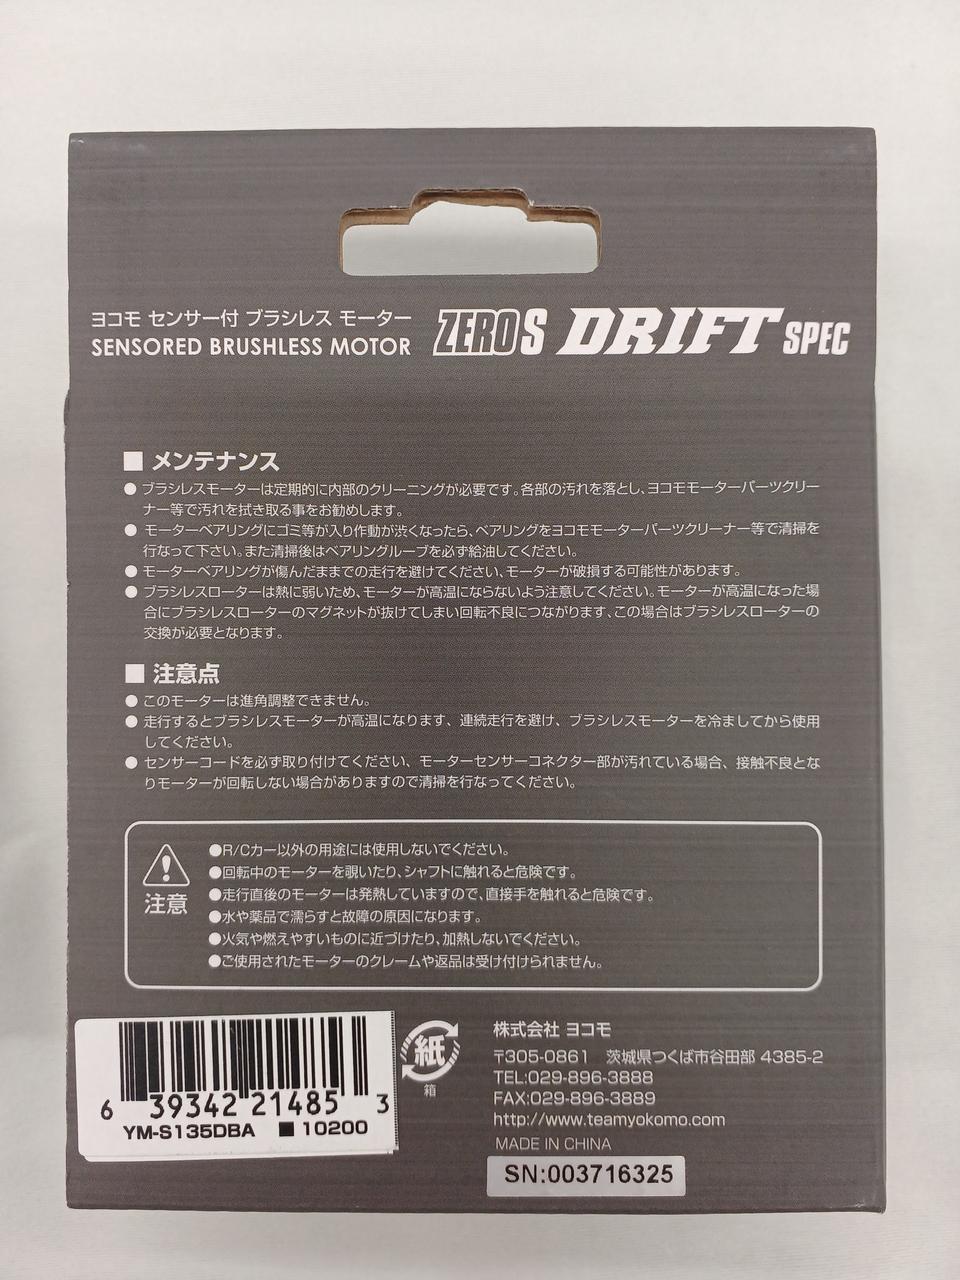 ヨコモ センサー付 ブラシレス モーター
SENSORED BRUSHLESS MOTOR
ZERO S DRIFT SPEC
■ メンテナンス
● ブラシレスモーターは定期的に内部のクリーニングが必要です。各部の汚れを落とし、ヨコモモーターパーツクリー
ナー等で汚れを拭き取る事をお勧めします。
● モーターベアリングにゴミ等が入り作動が渋くなったら、ベアリングをヨコモモーターパーツクリーナー等で清掃を
行なって下さい。また清掃後はベアリングループを必ず給油してください。
● モーターベアリングが傷んだままでの走行を避けてください、モーターが破損する可能性があります。
● ブラシレスローターは熱に弱いため、モーターが高温にならないよう注意してください。モーターが高温になった場
合にブラシレスローターのマグネットが抜けてしまい回転不良につながります、この場合はブラシレスローターの
交換が必要となります。
■ 注意点
● このモーターは進角調整できません。
● 走行するとブラシレスモーターが高温になります、連続走行を避け、ブラシレスモーターを冷ましてから使用
してください。
● センサーコードを必ず取り付けてください、モーターセンサーコネクター部が汚れている場合、接触不良とな
りモーターが回転しない場合がありますので清掃を行なってください。
注意
●R/Cカー以外の用途には使用しないでください。
●回転中のモーターを覗いたり、シャフトに触れると危険です。
●走行直後のモーターは発熱していますので、直接手を触れると危険です。
●水や薬品で濡らすと故障の原因になります。
●火気や燃えやすいものに近づけたり、加熱しないでください。
●ご使用されたモーターのクレームや返品は受け付けられません。
6 39342 21485 3
YM-S135DBA ■10200
紙
箱
株式会社 ヨコモ
〒305-0861 茨城県つくば市谷田部 4385-2
TEL:029-896-3888
FAX:029-896-3889
http://www.teamyokomo.com
MADE IN CHINA
SN:003716325